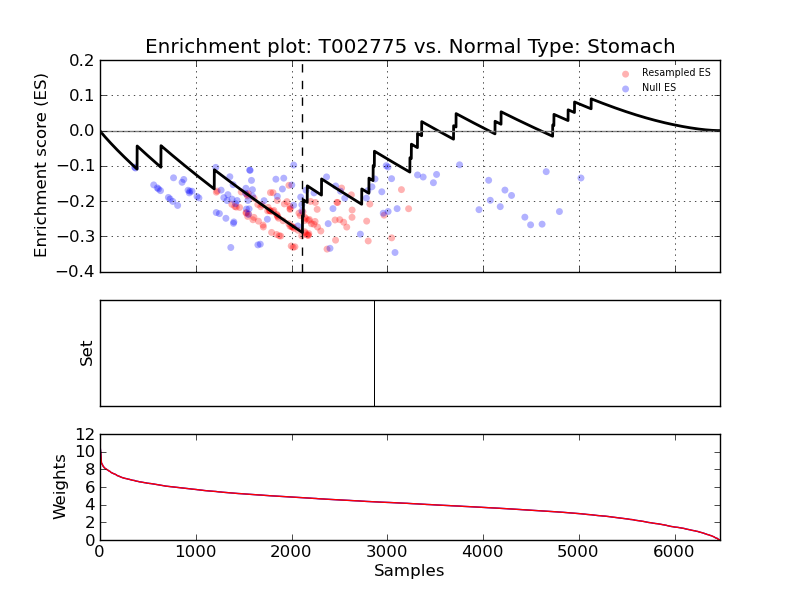 Enrichment plot: T002775 vs. Normal Type: Stomach
Enrichment score (ES)
0.2
0.1
0.0
−0.1
−0.2
−0.3
−0.4
Resampled ES
Null ES
Set
Weights
12
10
8
6
4
2
0
0 1000 2000 3000 4000 5000 6000
Samples